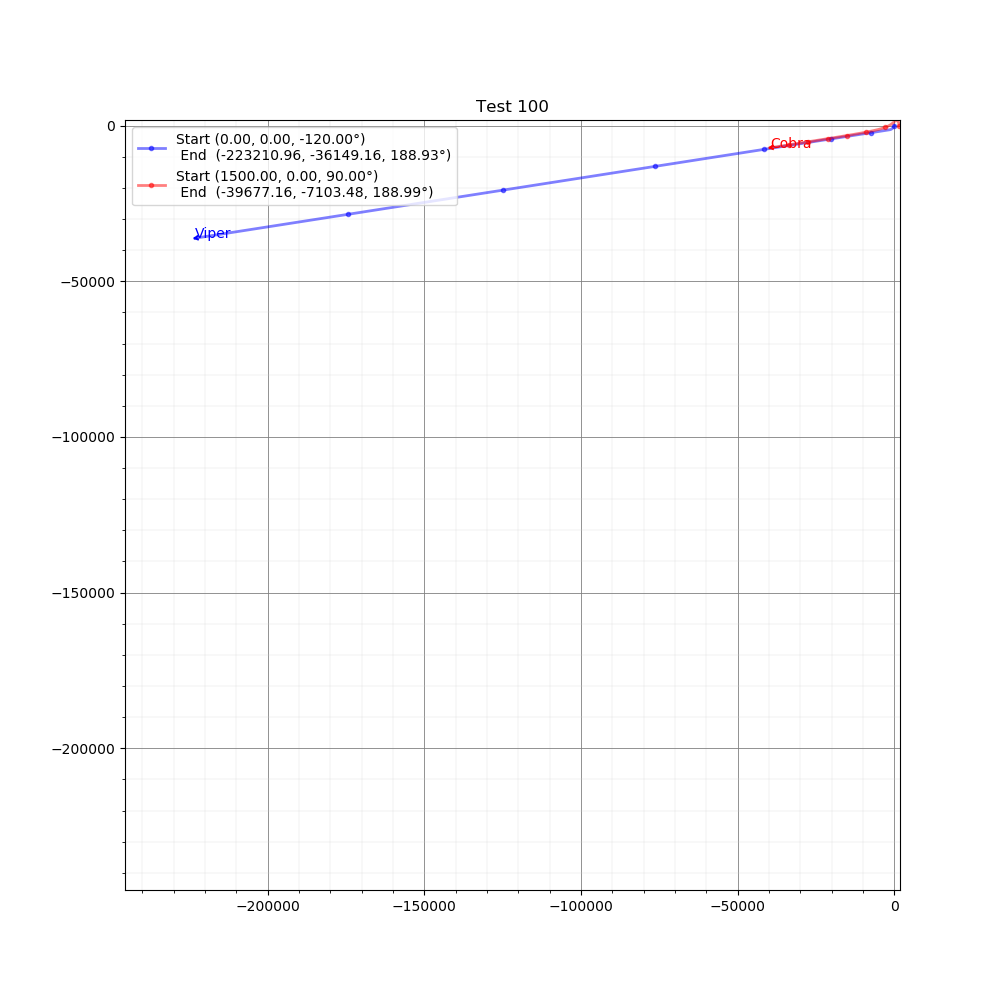 Test 100
0
Start (0.00, 0.00, -120.00°)
End (-223210.96, -36149.16, 188.93°)
Start (1500.00, 0.00, 90.00°)
End (-39677.16, -7103.48, 188.99°)
Cobra
Viper
−50000
−100000
−150000
−200000
−200000 −150000 −100000 −50000 0